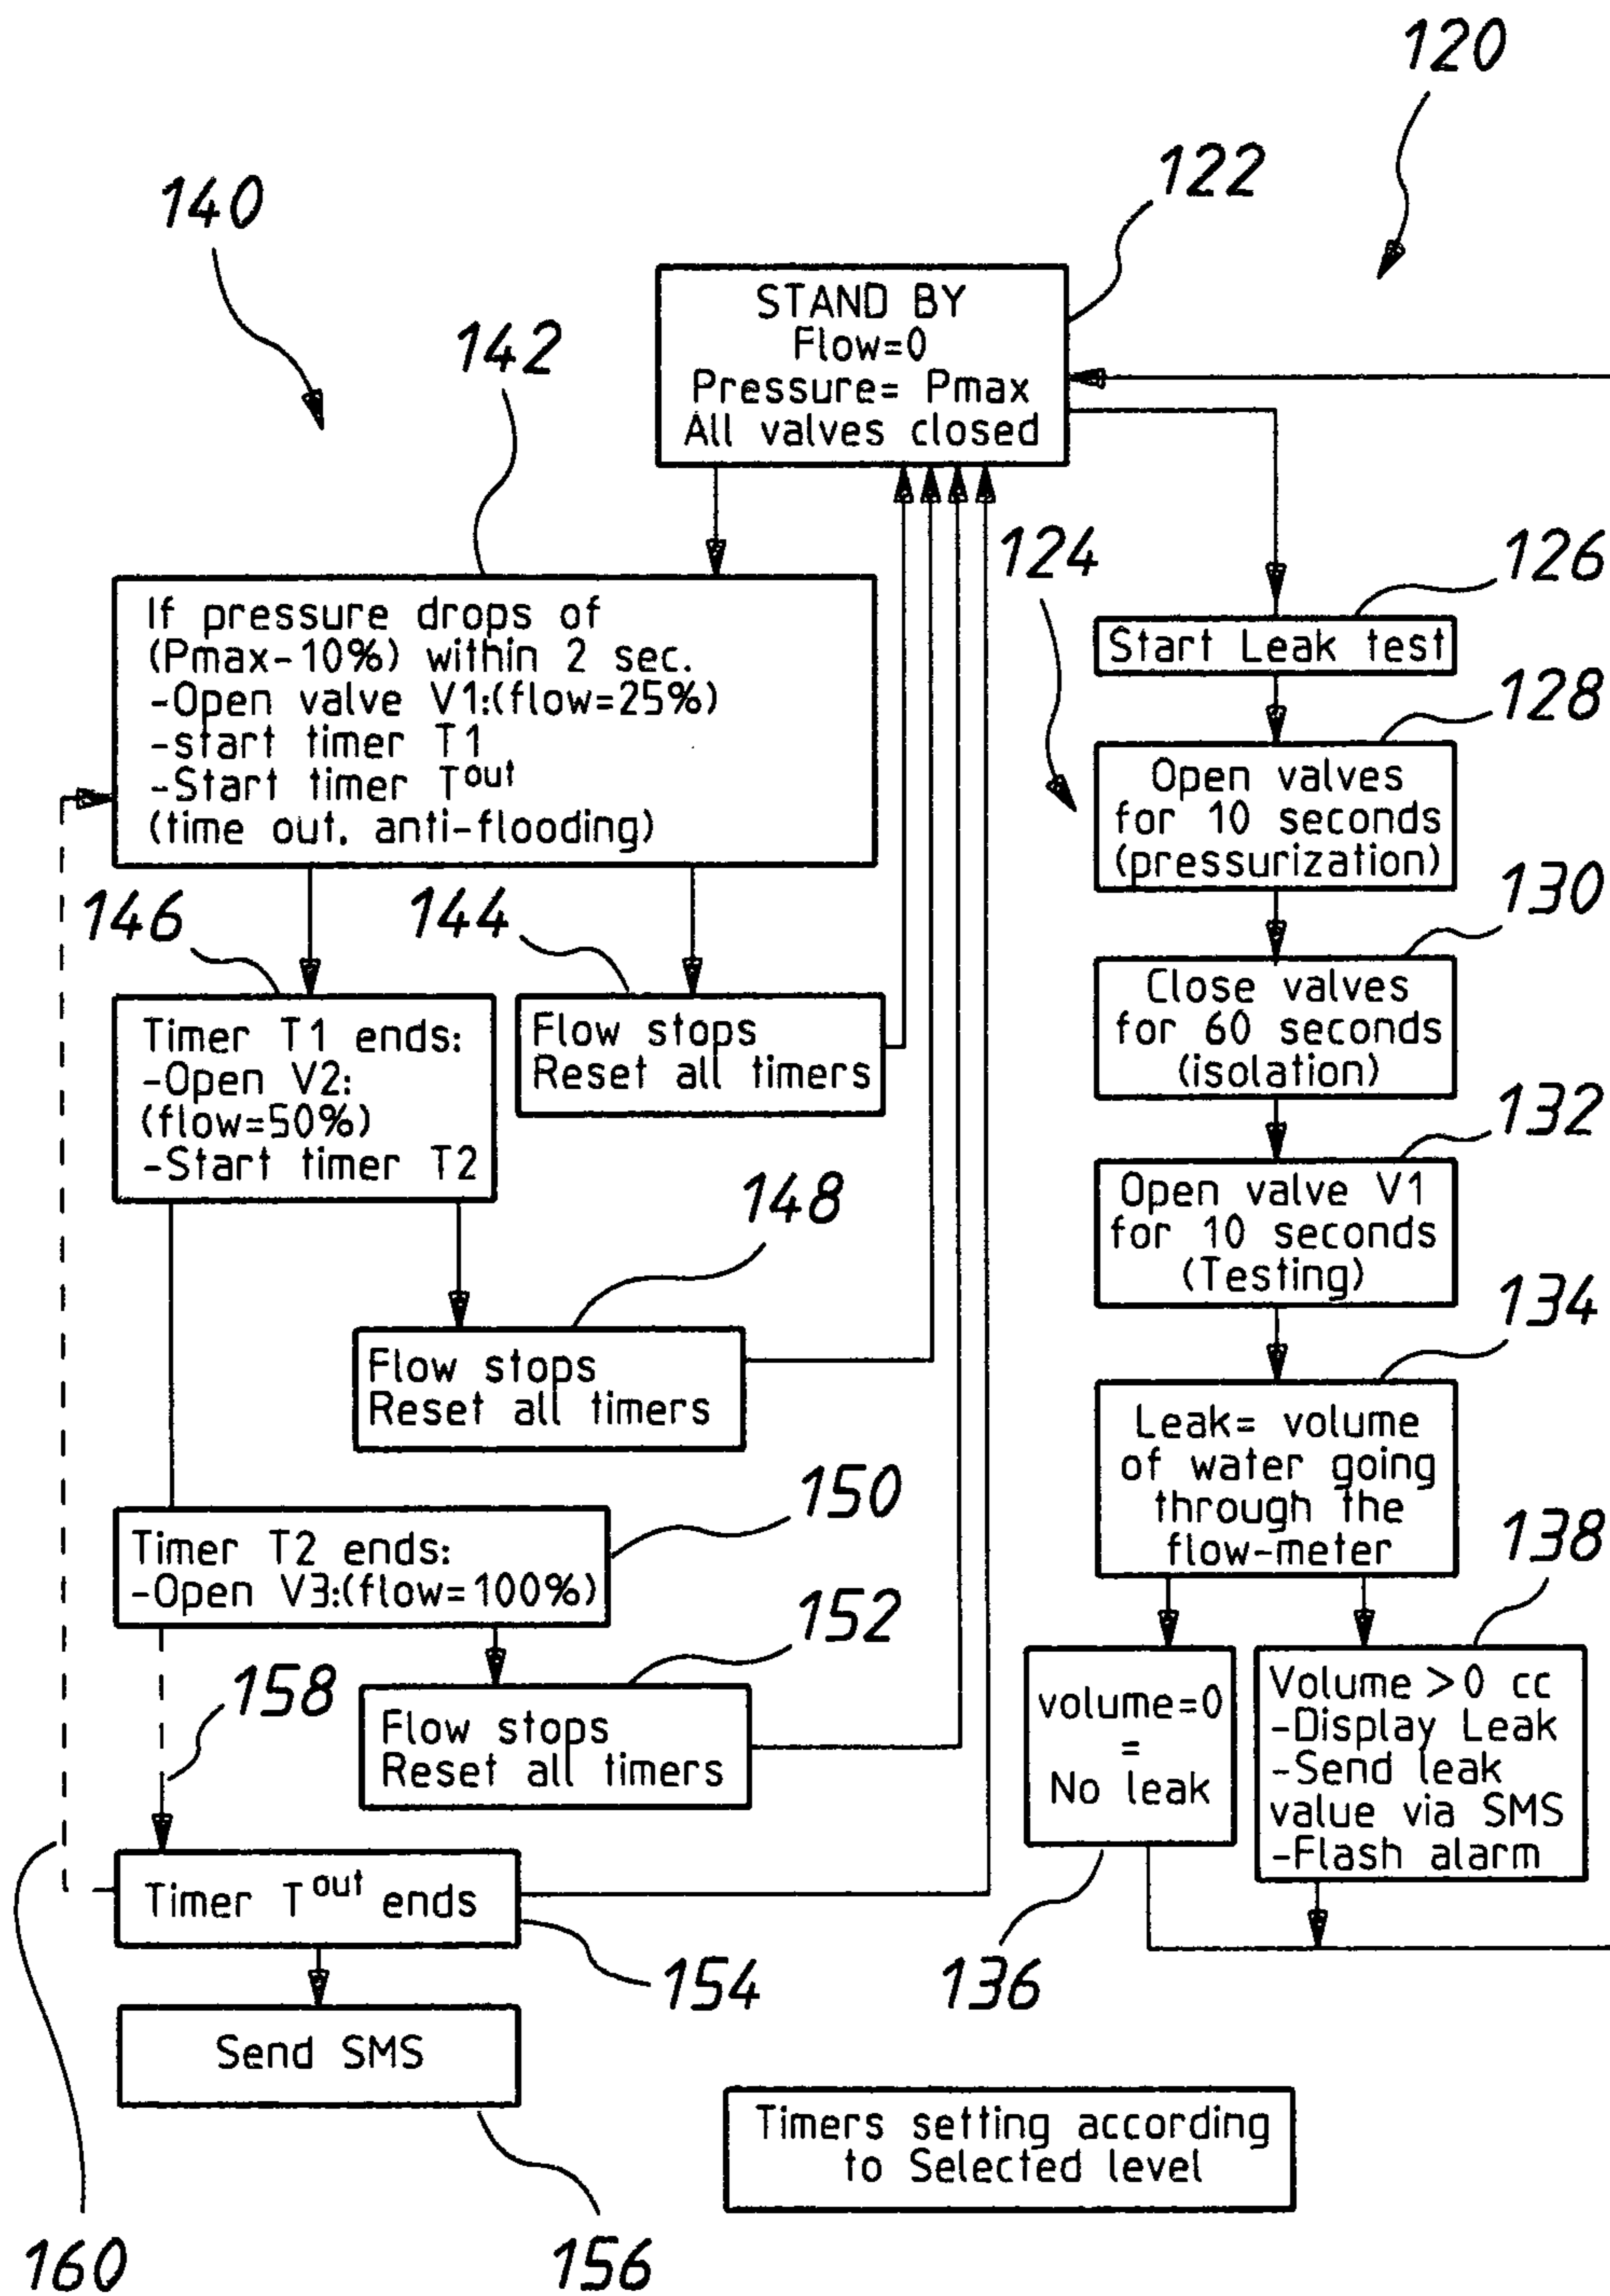 120
122
140
STAND BY
Flow=0
Pressure= Pmax
All valves closed
142
124
126
If pressure drops of
(Pmax-10%) within 2 sec.
-Open valve V1:(flow=25%)
-start timer T1
-Start timer Tout
(time out, anti-flooding)
Start Leak test
128
Open valves
for 10 seconds
(pressurization)
146
144
130
Timer T1 ends:
-Open V2:
(flow=50%)
-Start timer T2
Flow stops
Reset all timers
Close valves
for 60 seconds
(isolation)
132
Open valve V1
for 10 seconds
(Testing)
148
134
Flow stops
Reset all timers
Leak= volume
of water going
through the
flow-meter
150
138
Timer T2 ends:
-Open V3:(flow=100%)
152
158
Flow stops
Reset all timers
volume=0
=
No leak
Volume >0 cc
-Display Leak
-Send leak
value via SMS
-Flash alarm
Timer Tout ends
154
136
Send SMS
Timers setting according
to Selected level
160
156